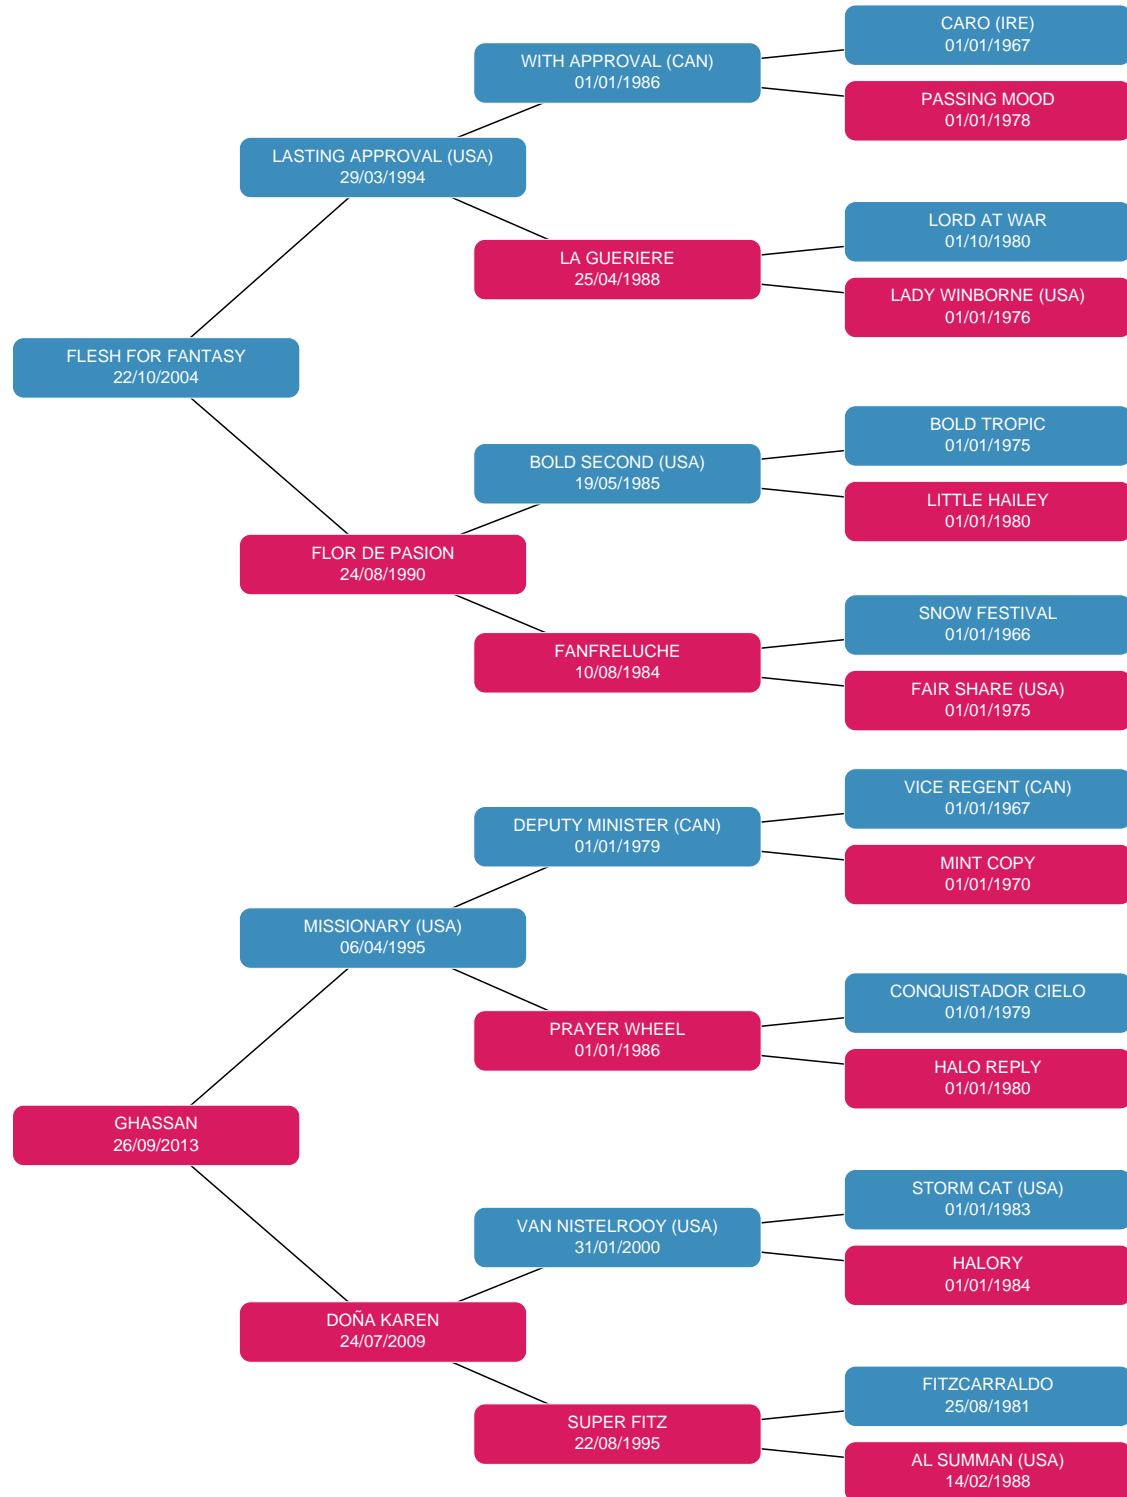 CARO (IRE)
01/01/1967
WITH APPROVAL (CAN)
01/01/1986
PASSING MOOD
01/01/1978
LASTING APPROVAL (USA)
29/03/1994
LORD AT WAR
01/10/1980
LA GUERIERE
25/04/1988
LADY WINBORNE (USA)
01/01/1976
FLESH FOR FANTASY
22/10/2004
BOLD TROPIC
01/01/1975
BOLD SECOND (USA)
19/05/1985
LITTLE HAILEY
01/01/1980
FLOR DE PASION
24/08/1990
SNOW FESTIVAL
01/01/1966
FANFRELUCHE
10/08/1984
FAIR SHARE (USA)
01/01/1975
VICE REGENT (CAN)
01/01/1967
DEPUTY MINISTER (CAN)
01/01/1979
MINT COPY
01/01/1970
MISSIONARY (USA)
06/04/1995
CONQUISTADOR CIELO
01/01/1979
PRAYER WHEEL
01/01/1986
HALO REPLY
01/01/1980
GHASSAN
26/09/2013
STORM CAT (USA)
01/01/1983
VAN NISTELROOY (USA)
31/01/2000
HALORY
01/01/1984
DOÑA KAREN
24/07/2009
FITZCARRALDO
25/08/1981
SUPER FITZ
22/08/1995
AL SUMMAN (USA)
14/02/1988